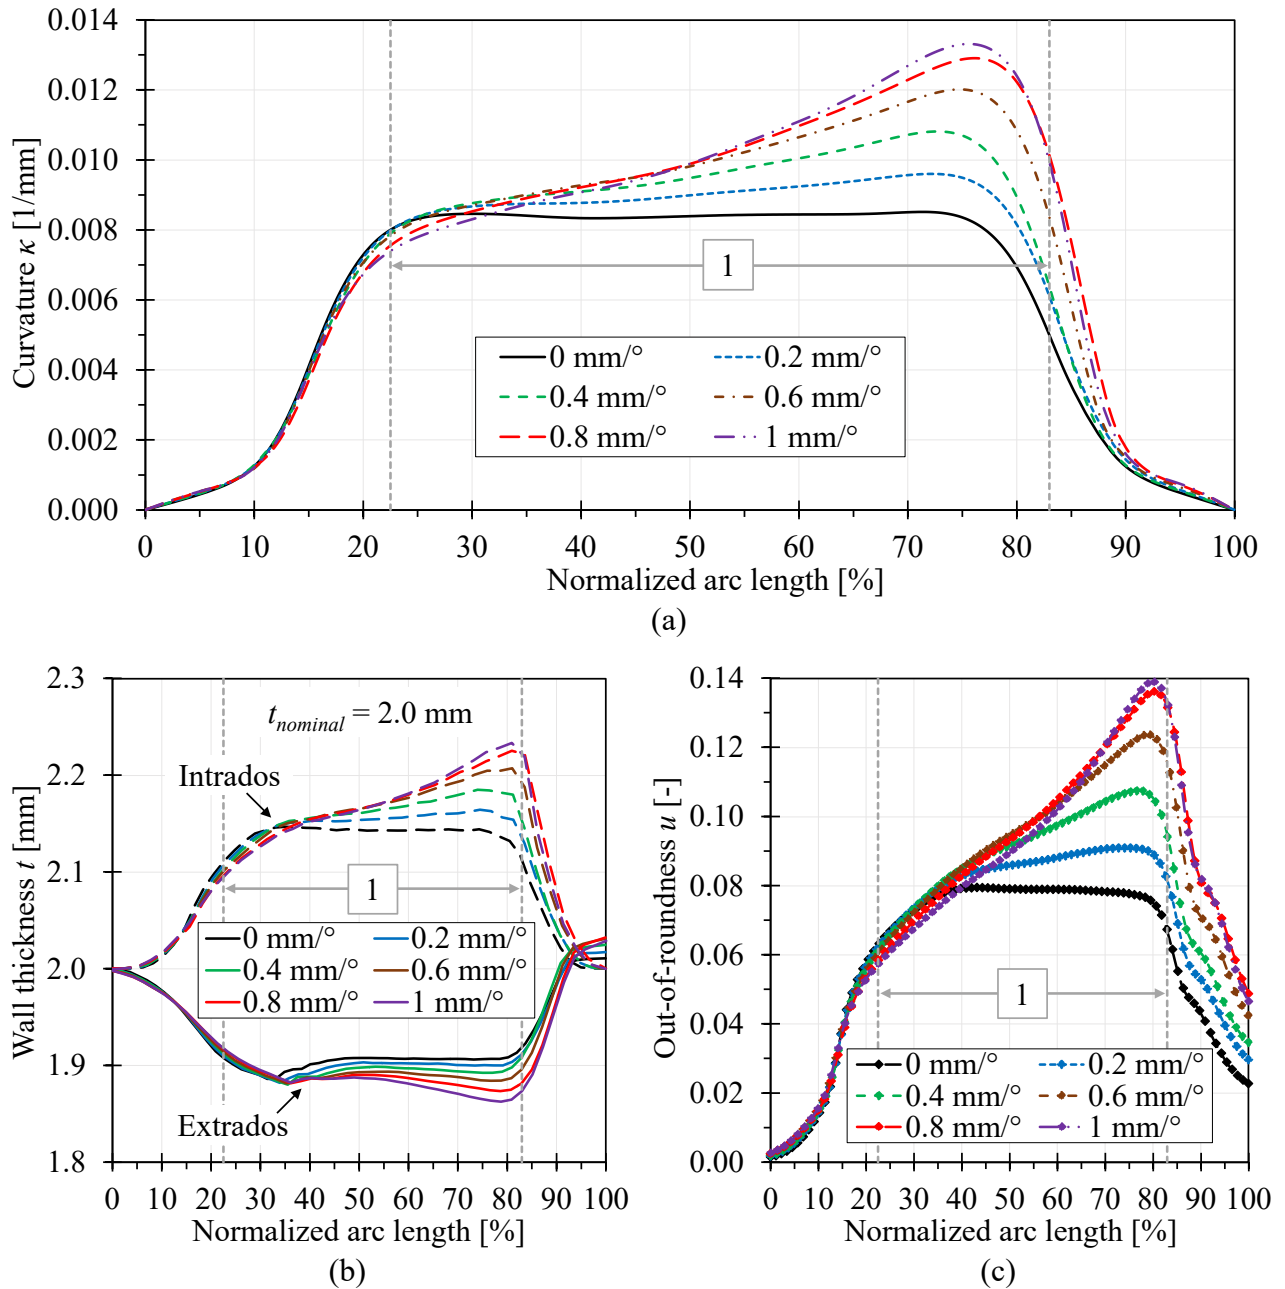 Curvature κ [1/mm]
0.014
0.012
0.010
0.008
0.006
0.004
0.002
0.000
1
0 mm/° 0.2 mm/°
0.4 mm/° 0.6 mm/°
0.8 mm/° 1 mm/°
0 10 20 30 40 50 60 70 80 90 100
Normalized arc length [%]
(a)
Wall thickness t [mm]
2.3
2.2
2.1
2.0
1.9
1.8
t nominal = 2.0 mm
Intrados
1
0 mm/° 0.2 mm/°
0.4 mm/° 0.6 mm/°
0.8 mm/° 1 mm/°
Extrados
0 10 20 30 40 50 60 70 80 90 100
Normalized arc length [%]
(b)
Out-of-roundness u [-]
0.14
0.12
0.10
0.08
0.06
0.04
0.02
0.00
1
0 mm/° 0.2 mm/°
0.4 mm/° 0.6 mm/°
0.8 mm/° 1 mm/°
0 10 20 30 40 50 60 70 80 90 100
Normalized arc length [%]
(c)